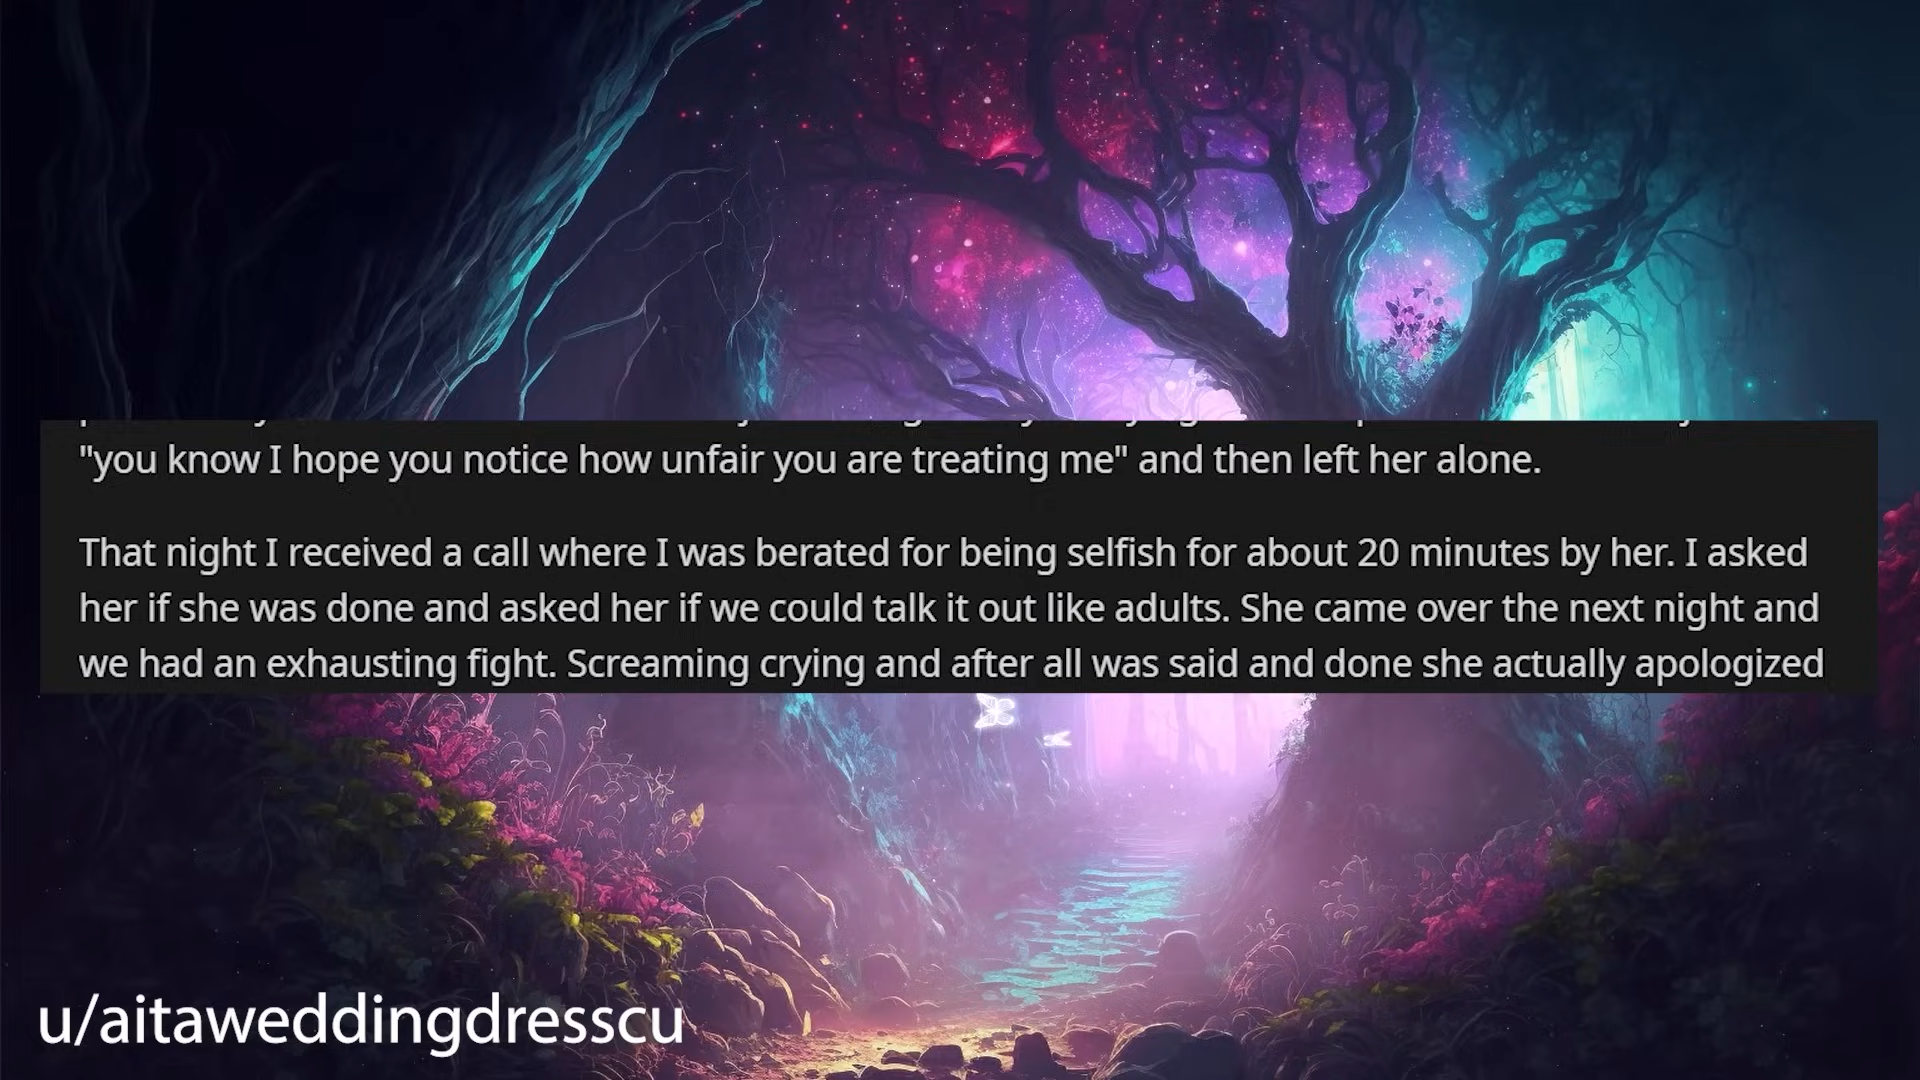 "you know I hope you notice how unfair you are treating me" and then left her alone.
That night I received a call where I was berated for being selfish for about 20 minutes by her. I asked
her if she was done and asked her if we could talk it out like adults. She came over the next night and
we had an exhausting fight. Screaming crying and after all was said and done she actually apologized
u/aitaweddingdresscu